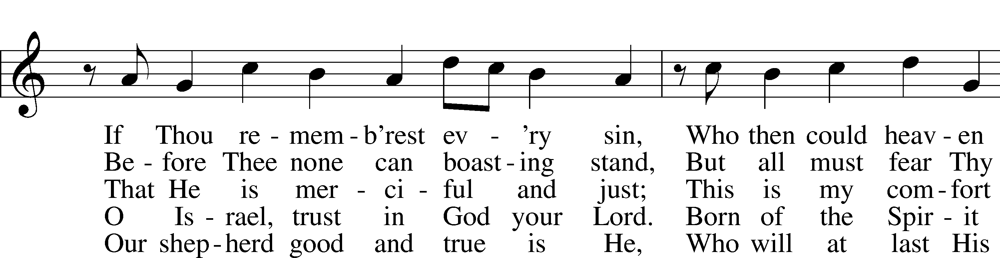 If Thou re - mem - b’rest ev - ’ry sin, Who then could heav - en
Be - fore Thee none can boast - ing stand, But all must fear Thy
That He is mer - ci - ful and just; This is my com - fort
O Is - rael, trust in God your Lord. Born of the Spir - it
Our shep - herd good and true is He, Who will at last His